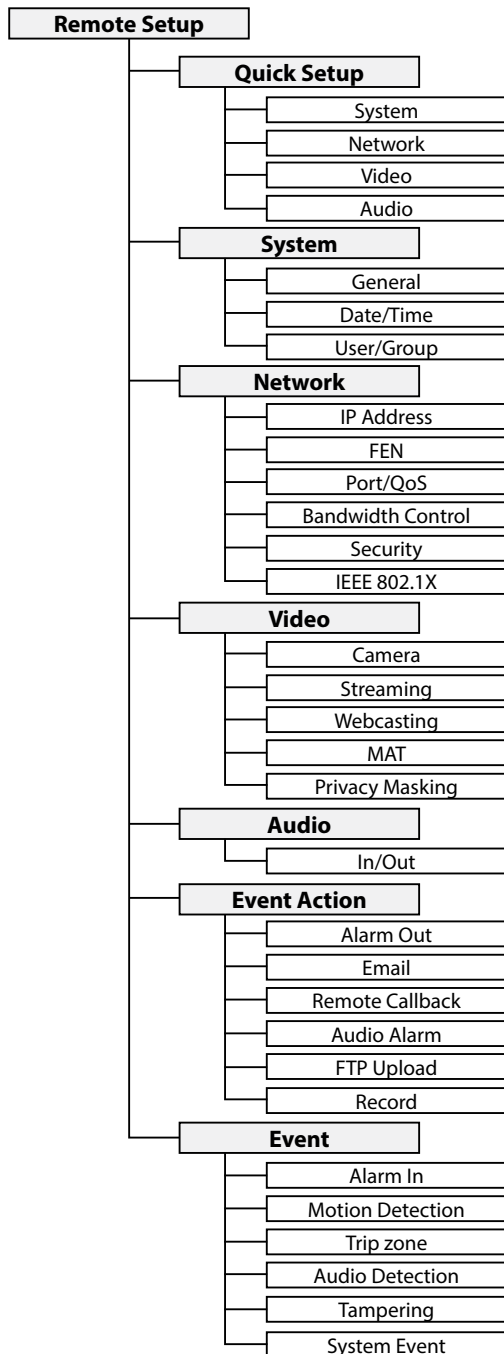 Remote Setup
Quick Setup
System
Network
Video
Audio
System
General
Date/Time
User/Group
Network
IP Address
FEN
Port/QoS
Bandwidth Control
Security
IEEE 802.1X
Video
Camera
Streaming
Webcasting
MAT
Privacy Masking
Audio
In/Out
Event Action
Alarm Out
Email
Remote Callback
Audio Alarm
FTP Upload
Record
Event
Alarm In
Motion Detection
Trip zone
Audio Detection
Tampering
System Event